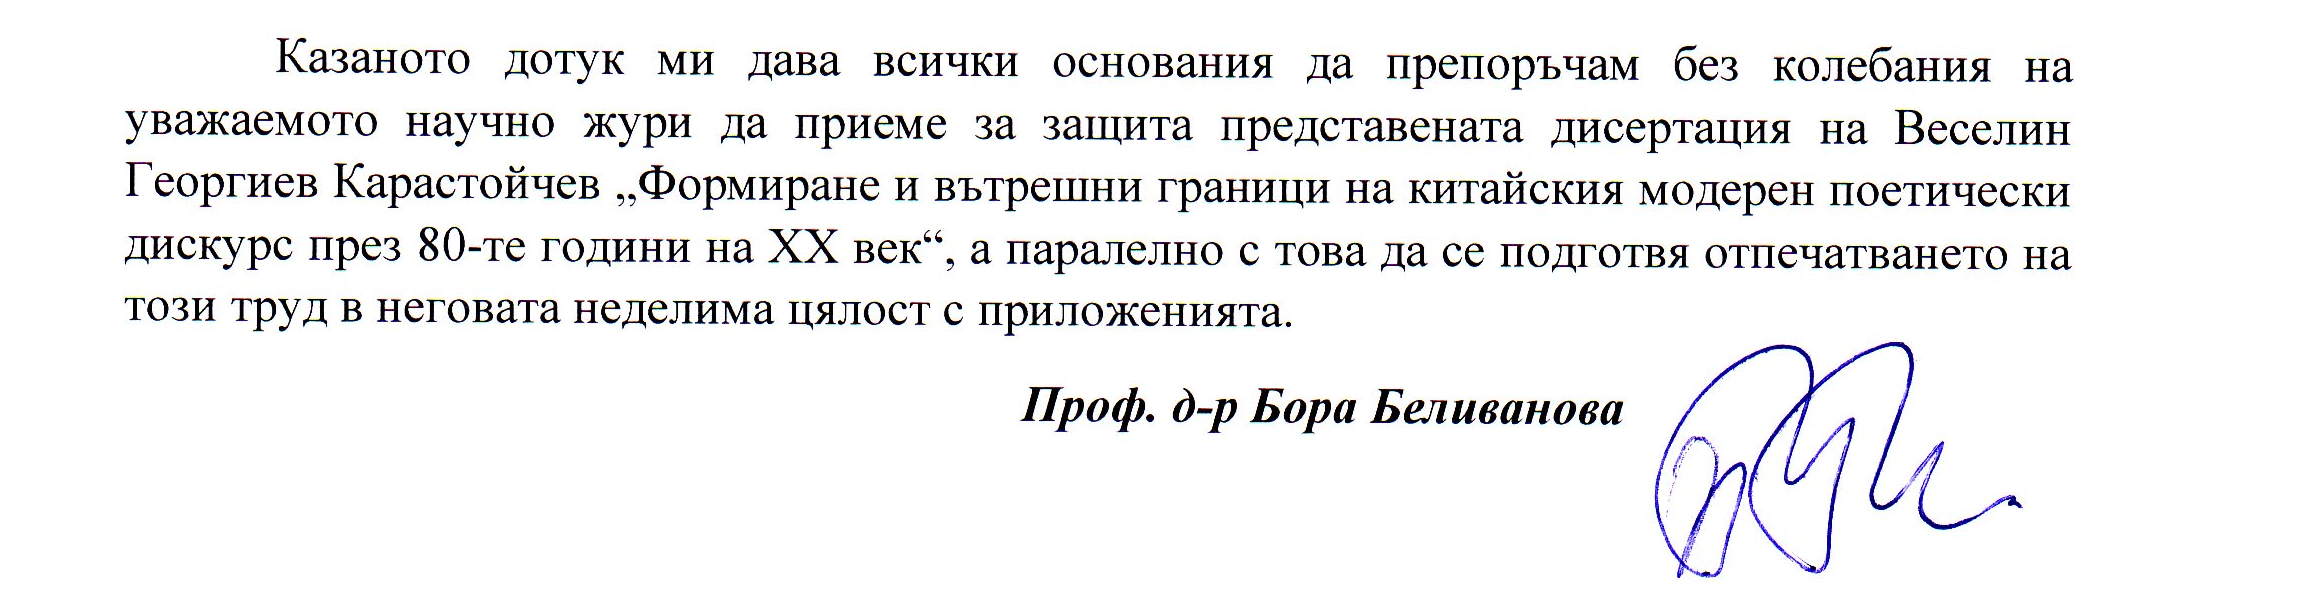 Казаното дотук ми дава всички основания да препоръчам без колебания на
уважаемото научно жури да приеме за защита представената дисертация на Веселин
Георгиев Карастойчев „Формиране и вътрешни граници на китайския модерен поетически
дискурс през 80-те години на XX век“, а паралелно с това да се подготвя отпечатването на
този труд в неговата неделима цялост с приложенията.
Проф. д-р Бора Беливанова